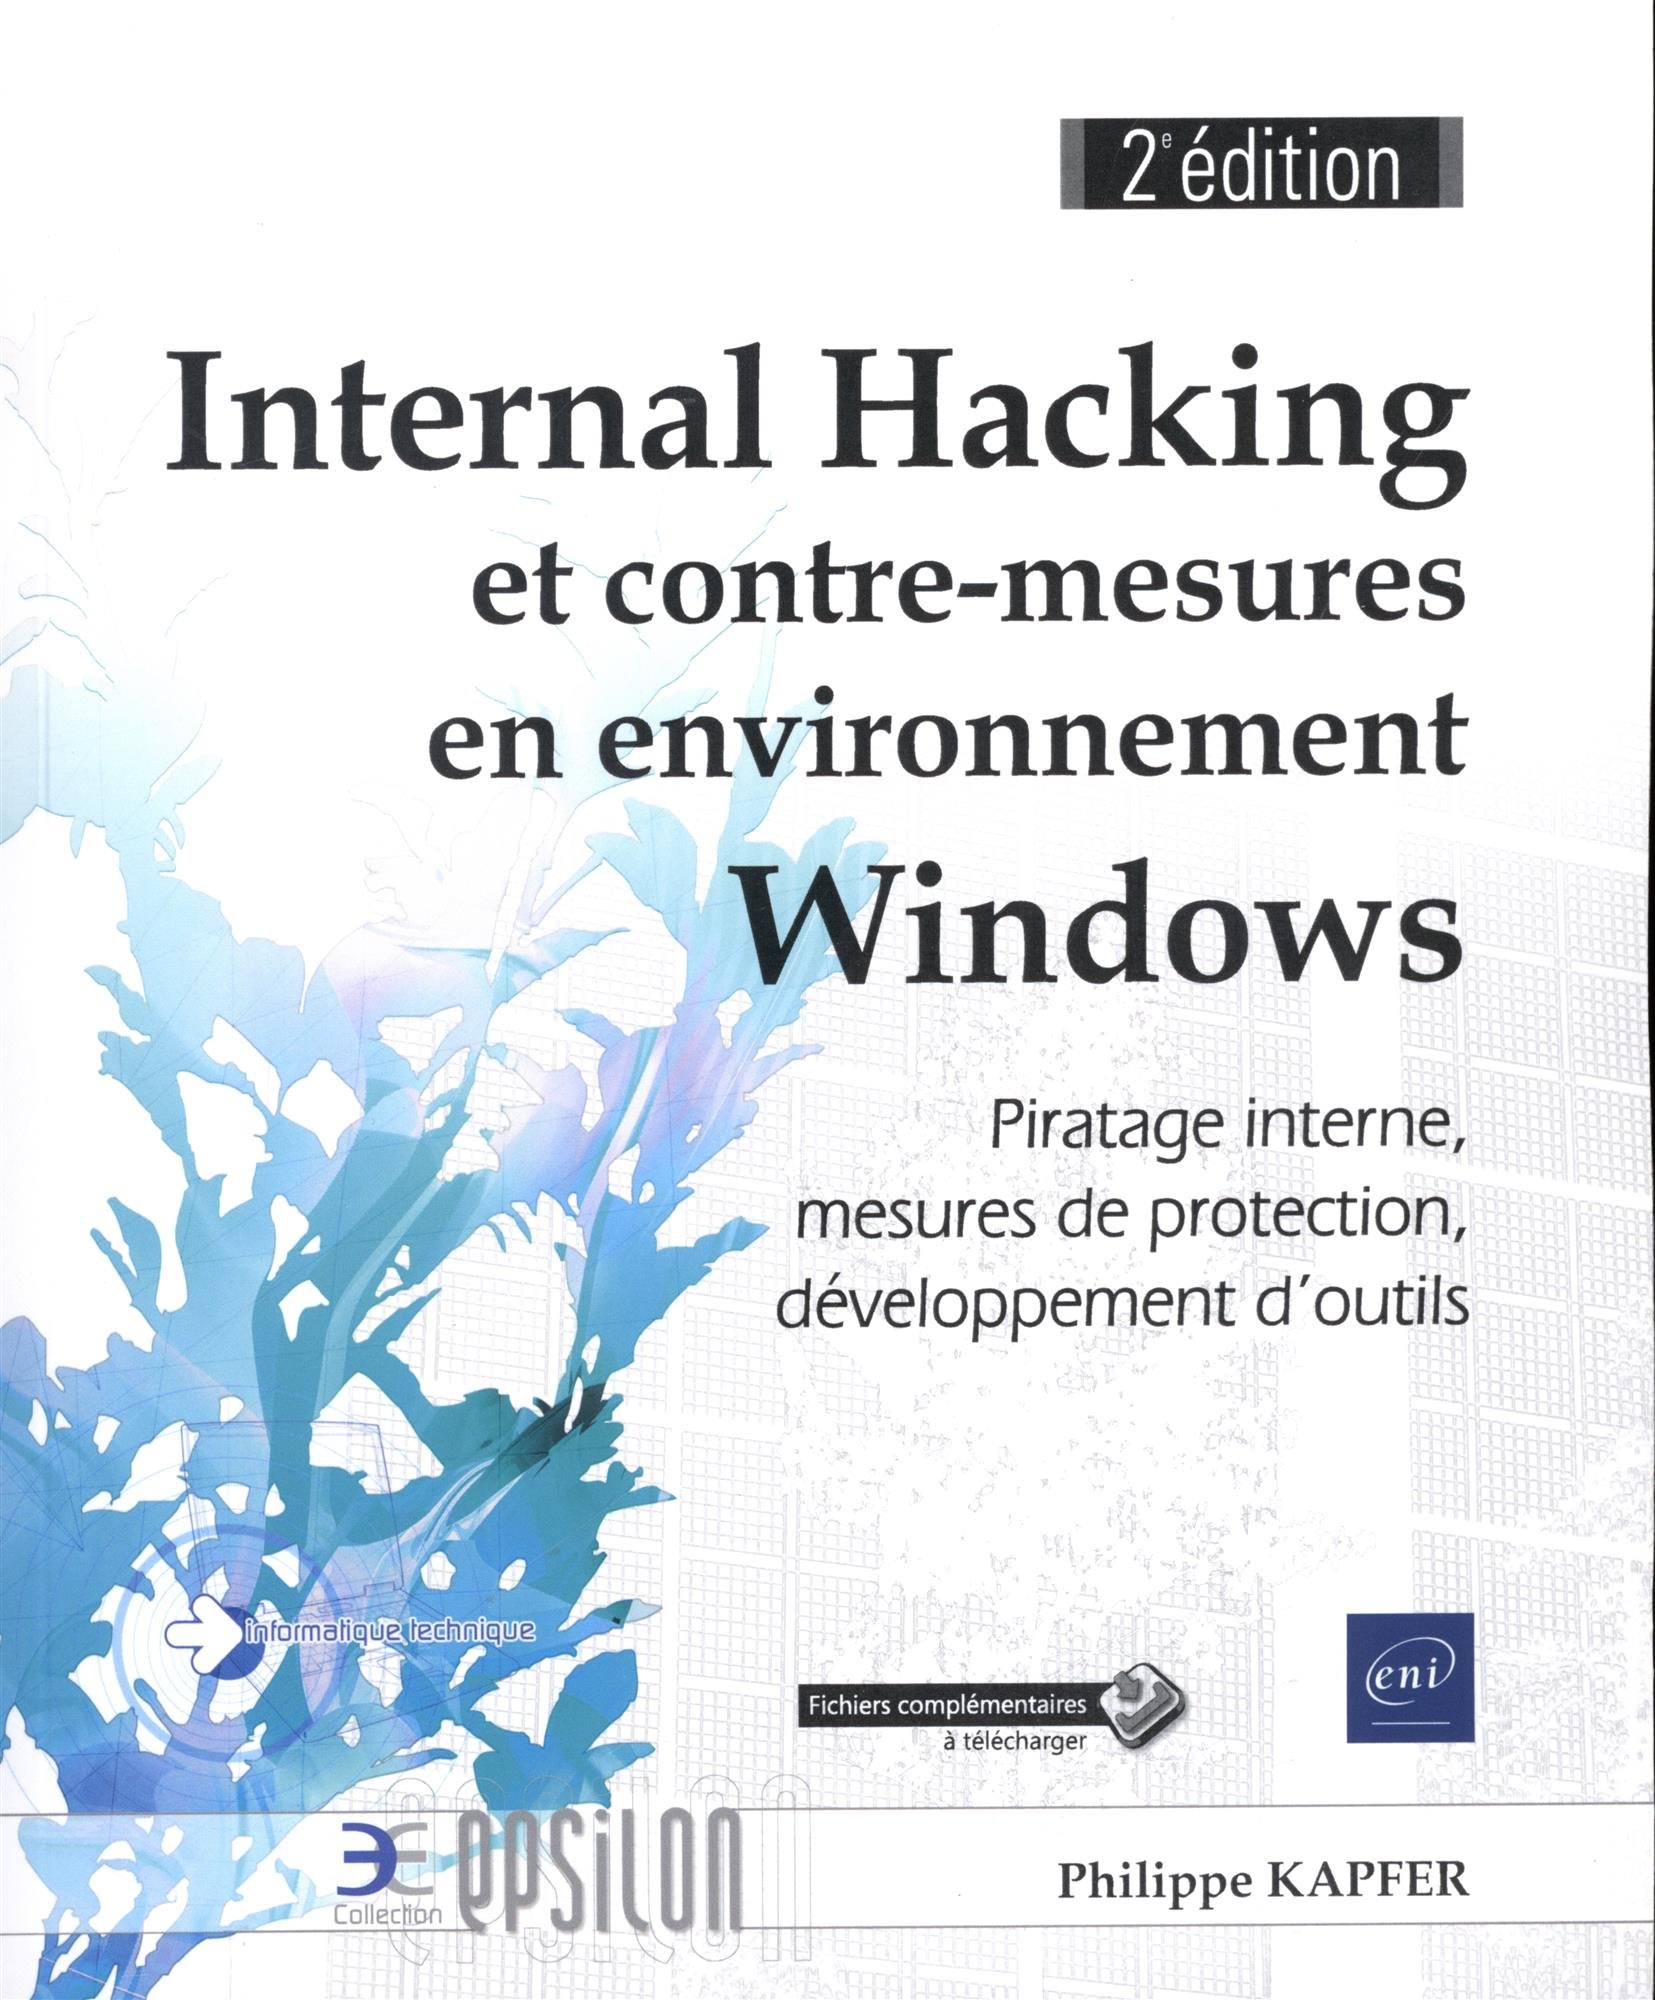 2e édition
Internal Hacking
et contre-mesures
en environnement
Windows
Piratage interne,
mesures de protection,
développement d'outils
informatique technique
Fichiers complémentaires
à télécharger
eni
epsilon
Collection
Philippe KAPFER